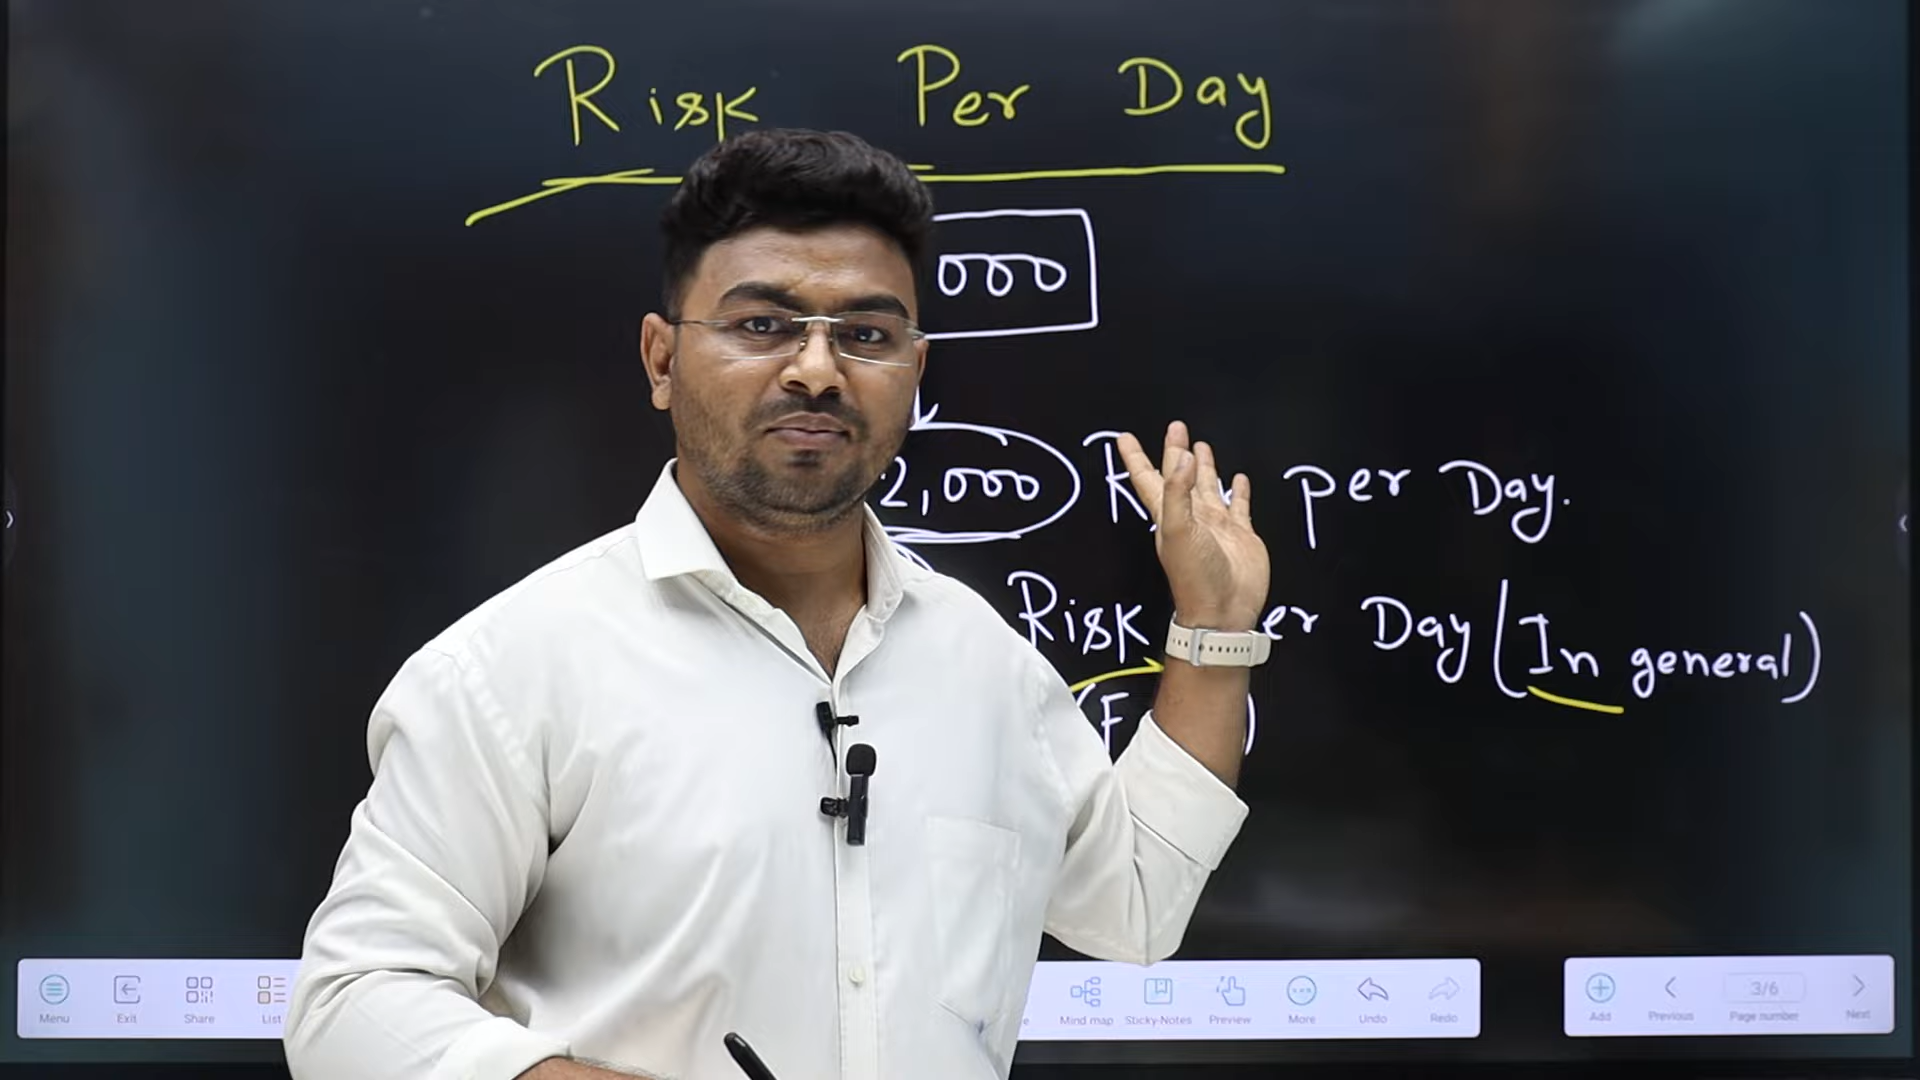 Risk Per Day
000
2,000 per Day.
Risk Day (In general)
Menu Exit Share List Mind map Sticky-Notes Preview More Undo Redo
Add Previous 3/6 Page number Next